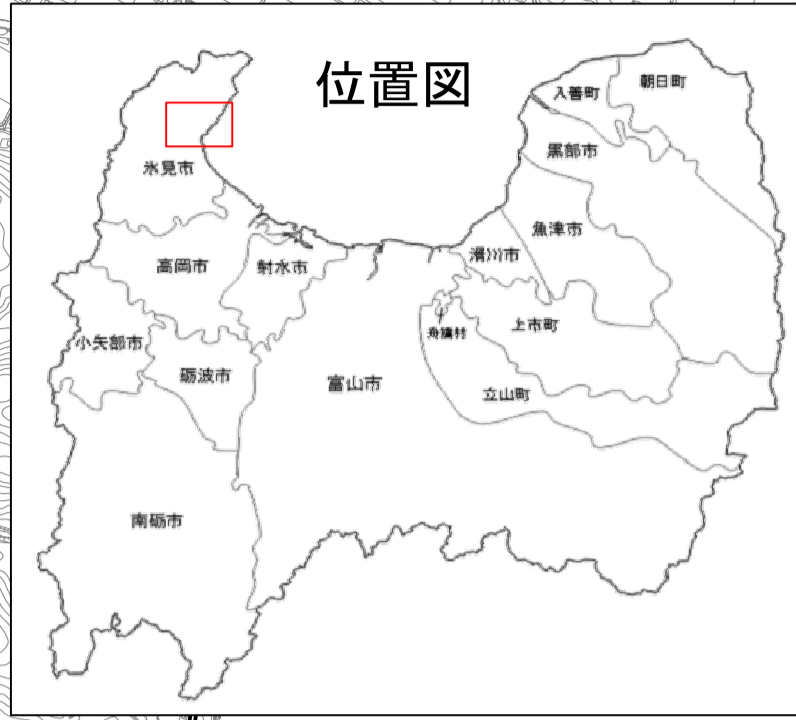 位置図
入善町
朝日町
黒部市
氷見市
魚津市
滑川市
高岡市
射水市
上市町
舟橋村
小矢部市
砺波市
富山市
立山町
南砺市